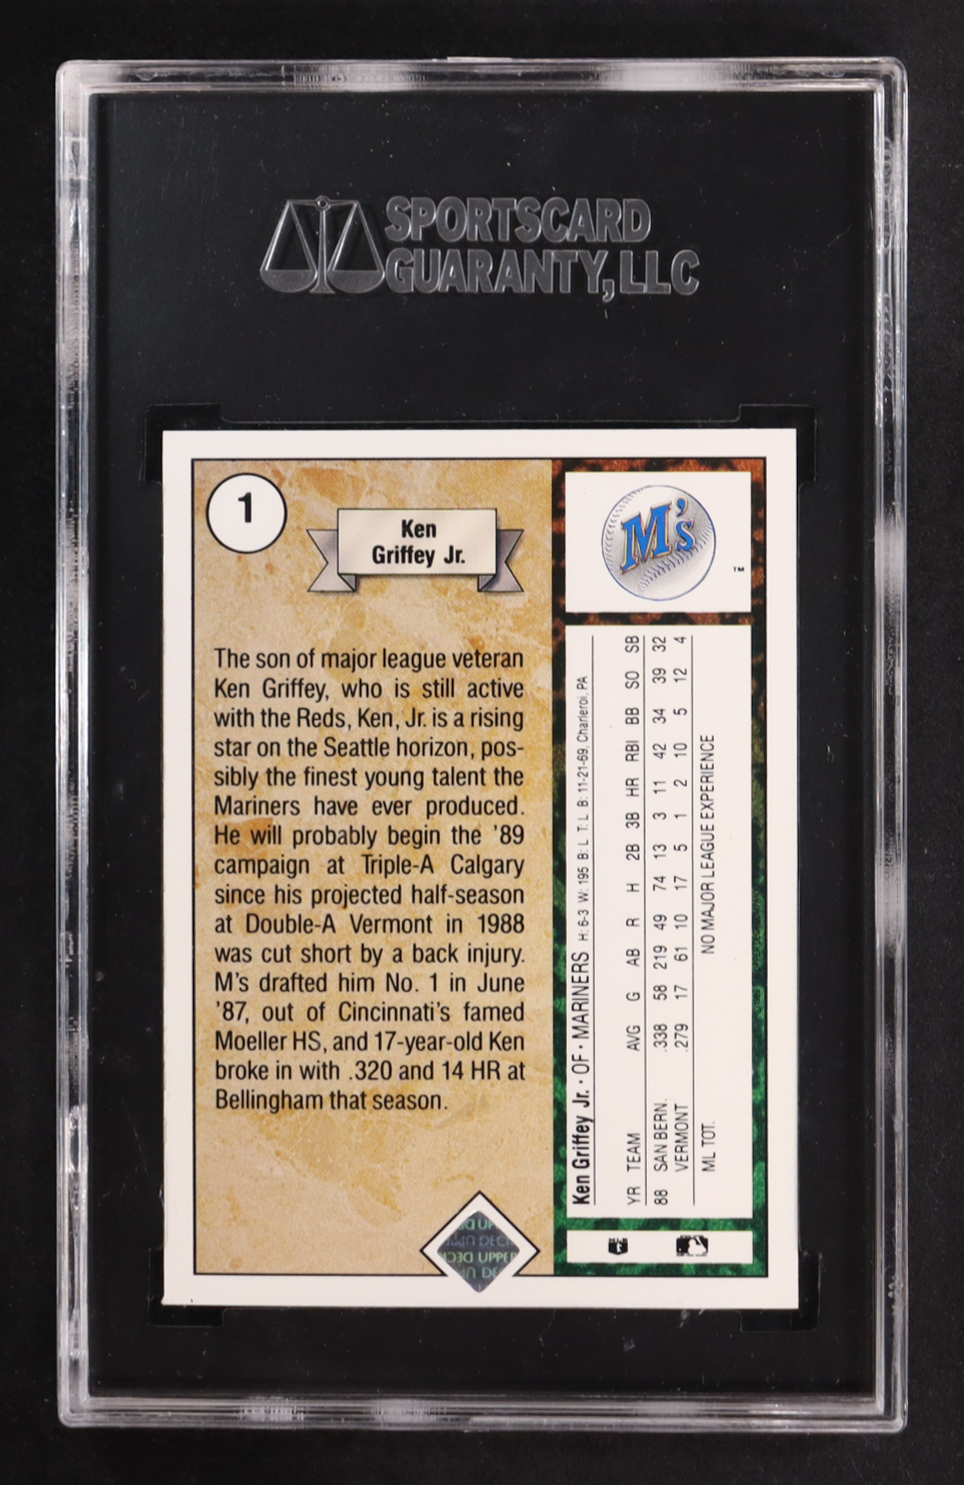 SPORTSCARD
GUARANTY, LLC
1
Ken
Griffey Jr.
The son of major league veteran
Ken Griffey, who is still active
with the Reds, Ken, Jr. is a rising
star on the Seattle horizon, pos-
sibly the finest young talent the
Mariners have ever produced.
He will probably begin the '89
campaign at Triple-A Calgary
since his projected half-season
at Double-A Vermont in 1988
was cut short by a back injury.
M's drafted him No. 1 in June
'87, out of Cincinnati's famed
Moeller HS, and 17-year-old Ken
broke in with .320 and 14 HR at
Bellingham that season.
M's
TM
Ken Griffey Jr. · OF · MARINERS H: 6-3 W: 195 B: L T: L B: 11-21-69, Charleroi, PA
YR TEAM AVG G AB R H 2B 3B HR RBI BB SO SB
88 SAN BERN. .338 58 219 49 74 13 3 11 42 34 39 32
VERMONT .279 17 61 10 17 5 1 2 10 5 12 4
ML TOT. NO MAJOR LEAGUE EXPERIENCE
DECK UPPER